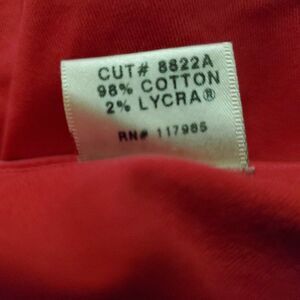 CUT# 8822A
98% COTTON
2% LYCRA®
RN# 117985